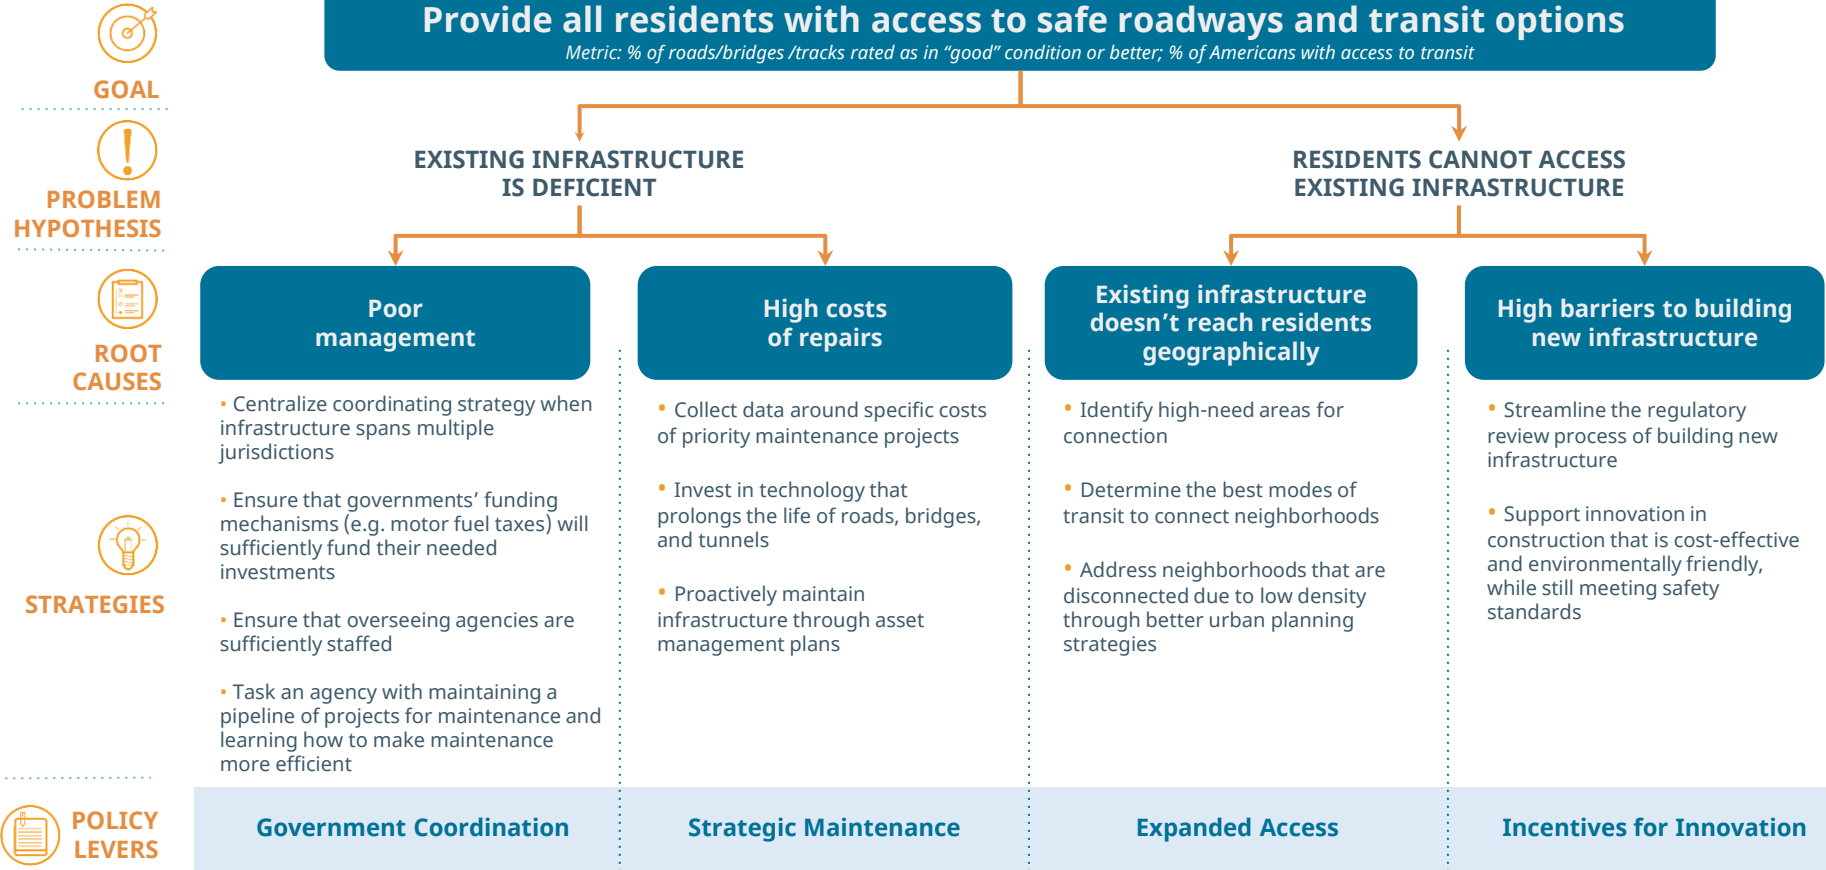 Provide all residents with access to safe roadways and transit options
Metric: % of roads/bridges /tracks rated as in “good” condition or better; % of Americans with access to transit
GOAL
PROBLEM
HYPOTHESIS
EXISTING INFRASTRUCTURE
IS DEFICIENT
RESIDENTS CANNOT ACCESS
EXISTING INFRASTRUCTURE
ROOT
CAUSES
Poor
management
High costs
of repairs
Existing infrastructure
doesn’t reach residents
geographically
High barriers to building
new infrastructure
STRATEGIES
• Centralize coordinating strategy when
infrastructure spans multiple
jurisdictions
• Ensure that governments’ funding
mechanisms (e.g. motor fuel taxes) will
sufficiently fund their needed
investments
• Ensure that overseeing agencies are
sufficiently staffed
• Task an agency with maintaining a
pipeline of projects for maintenance and
learning how to make maintenance
more efficient
• Collect data around specific costs
of priority maintenance projects
• Invest in technology that
prolongs the life of roads, bridges,
and tunnels
• Proactively maintain
infrastructure through asset
management plans
• Identify high-need areas for
connection
• Determine the best modes of
transit to connect neighborhoods
• Address neighborhoods that are
disconnected due to low density
through better urban planning
strategies
• Streamline the regulatory
review process of building new
infrastructure
• Support innovation in
construction that is cost-effective
and environmentally friendly,
while still meeting safety
standards
POLICY
LEVERS
Government Coordination
Strategic Maintenance
Expanded Access
Incentives for Innovation